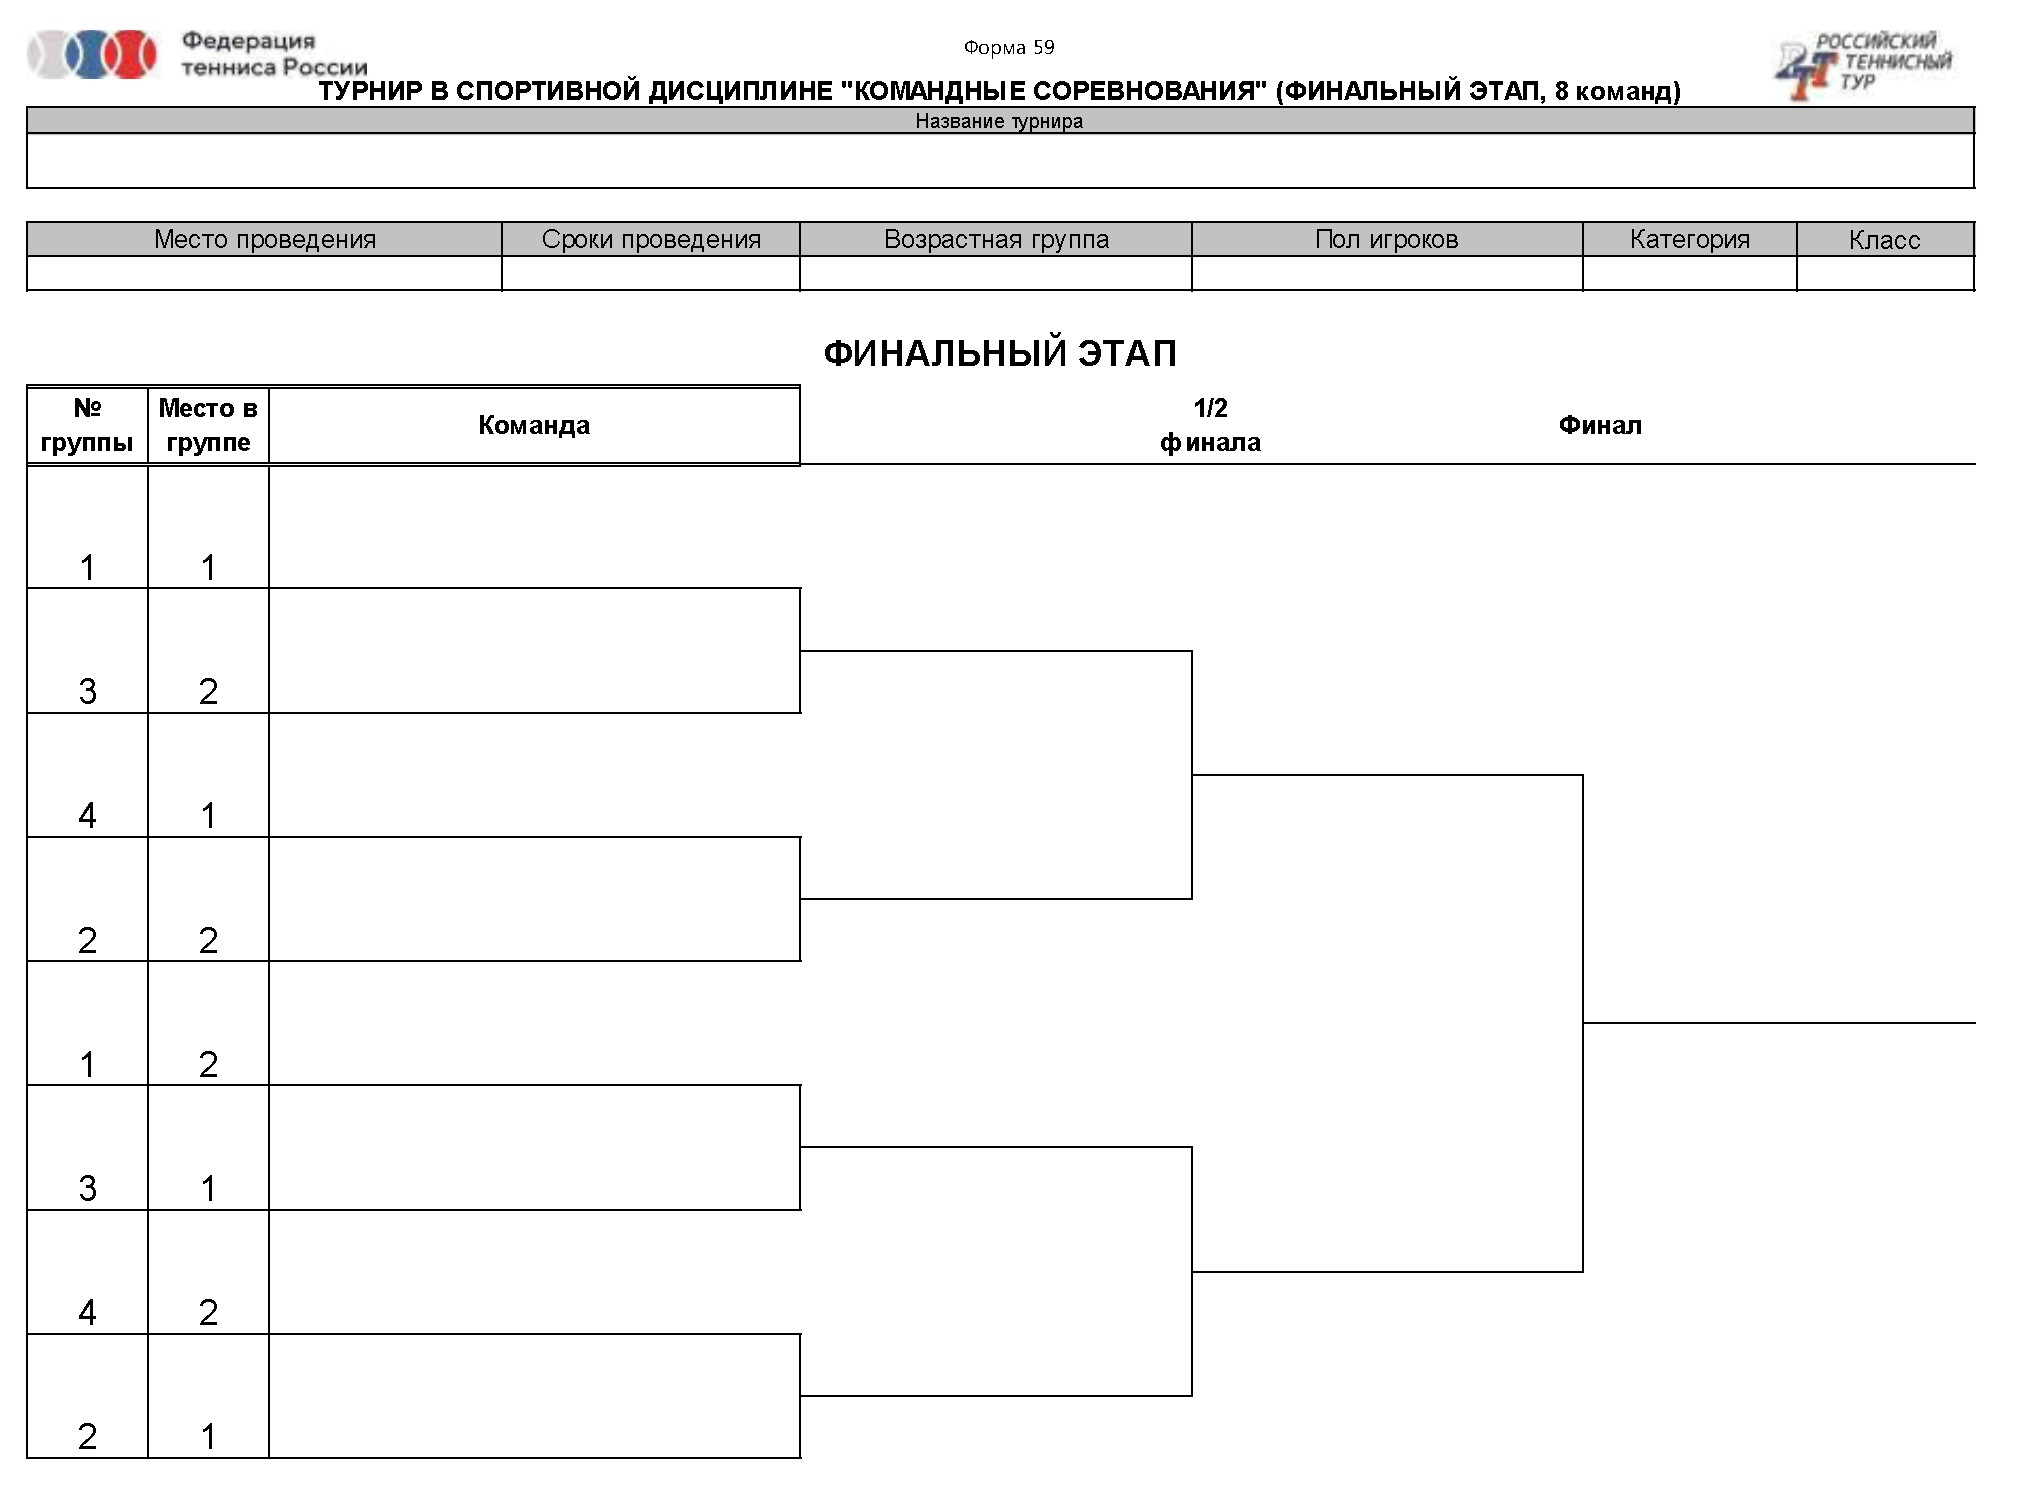 Федерация
тенниса России
Форма 59
РОССИЙСКИЙ
ТЕННИСНЫЙ
ТУР
РТТ
ТУРНИР В СПОРТИВНОЙ ДИСЦИПЛИНЕ "КОМАНДНЫЕ СОРЕВНОВАНИЯ" (ФИНАЛЬНЫЙ ЭТАП, 8 команд)
Название турнира
Место проведения Сроки проведения Возрастная группа Пол игроков Категория Класс
ФИНАЛЬНЫЙ ЭТАП
№ группы Место в группе Команда 1/2 финала Финал
1 1
3 2
4 1
2 2
1 2
3 1
4 2
2 1